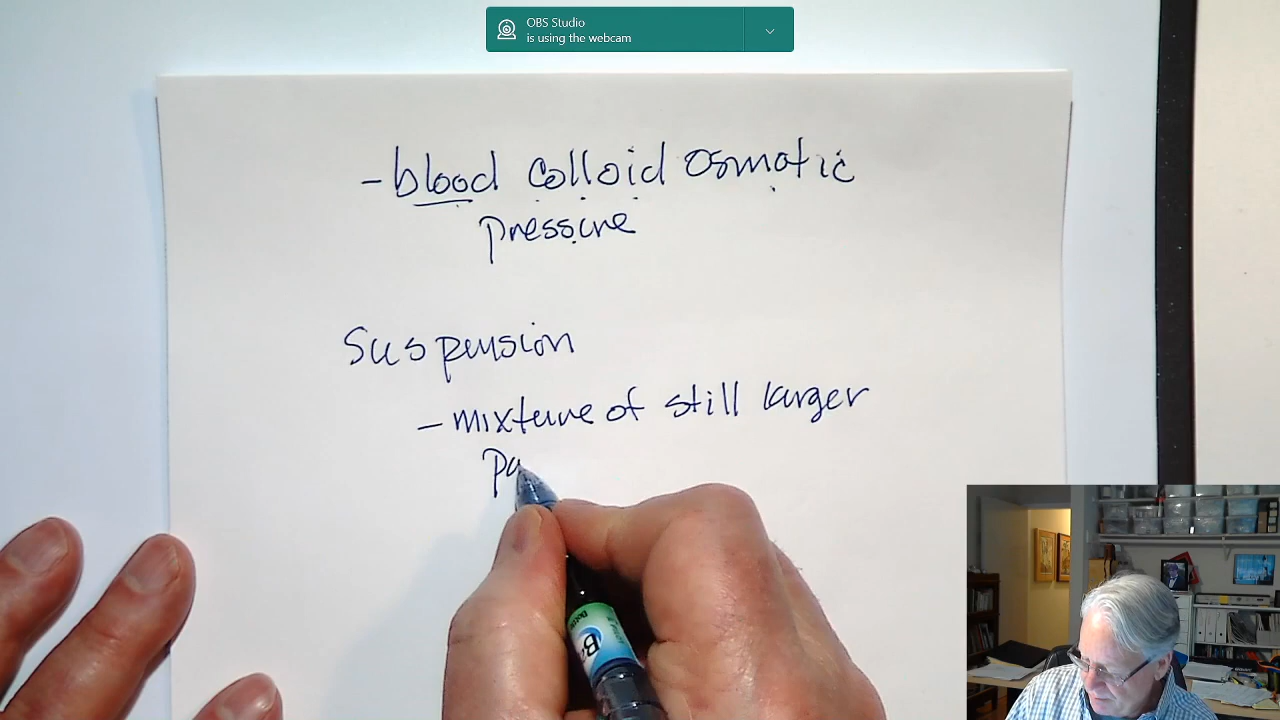 OBS Studio
is using the webcam
- blood colloid osmotic
pressure
Suspension
- mixture of still larger
pa